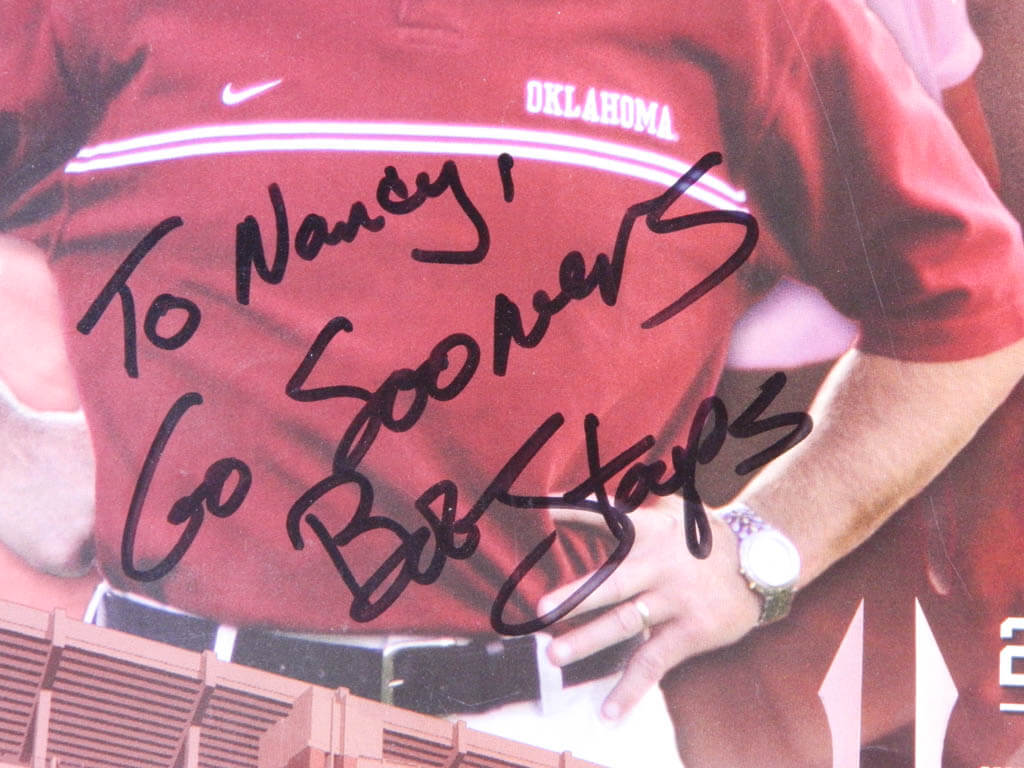 OKLAHOMA
To Nancy,
Go Sooners
Bob Stoops